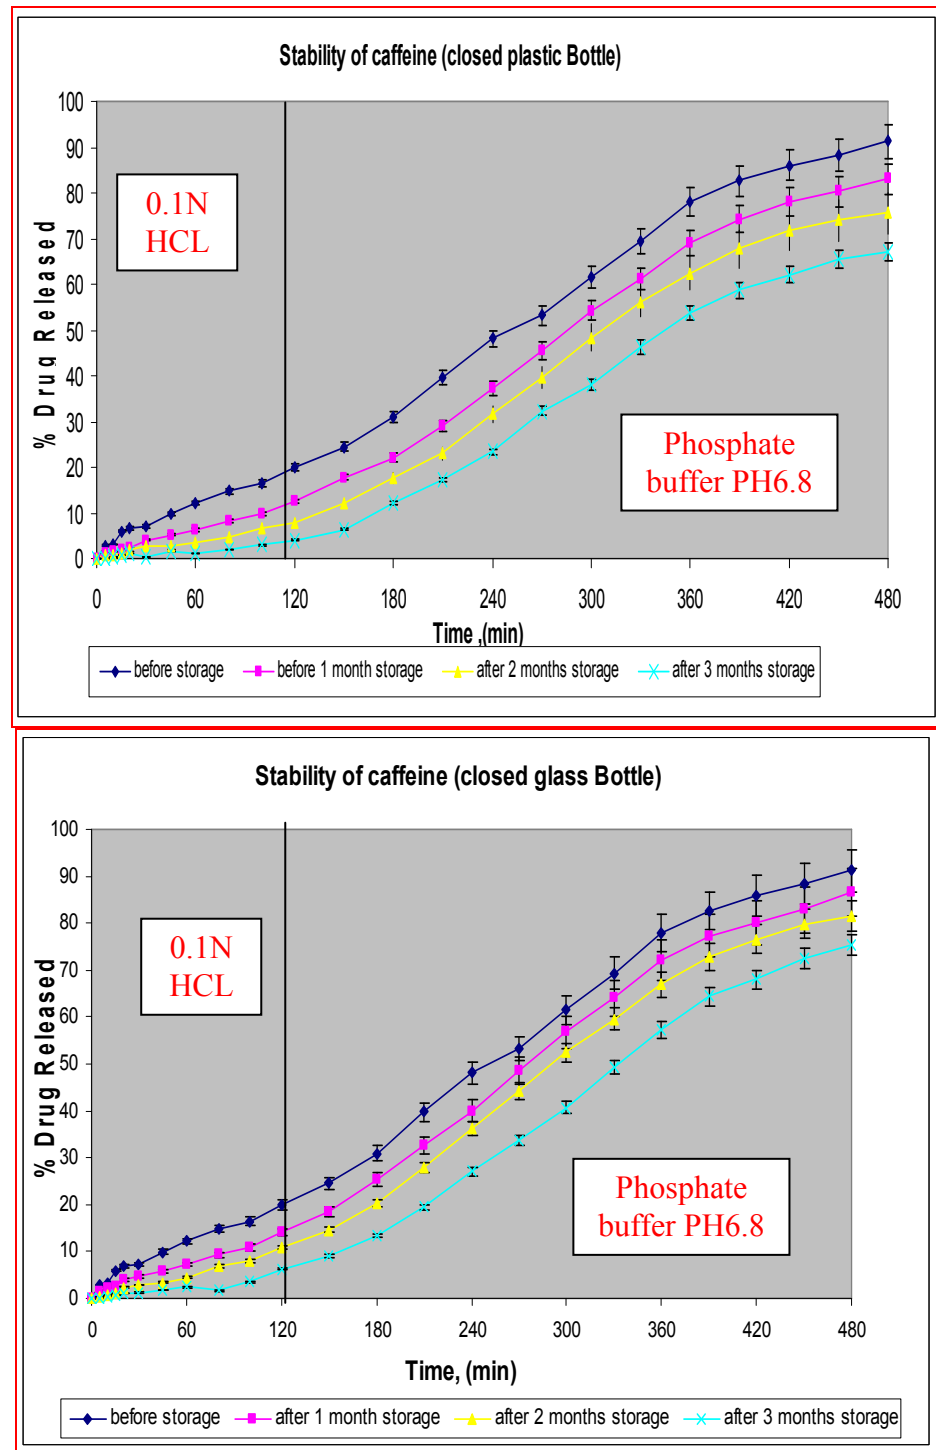 Stability of caffeine (closed plastic Bottle)
100
90
80
70
60
50
40
30
20
10
0
% Drug Released
0.1N
HCL
Phosphate
buffer PH6.8
0 60 120 180 240 300 360 420 480
Time ,(min)
before storage before 1 month storage after 2 months storage after 3 months storage
Stability of caffeine (closed glass Bottle)
100
90
80
70
60
50
40
30
20
10
0
% Drug Released
0.1N
HCL
Phosphate
buffer PH6.8
0 60 120 180 240 300 360 420 480
Time, (min)
before storage after 1 month storage after 2 months storage after 3 months storage